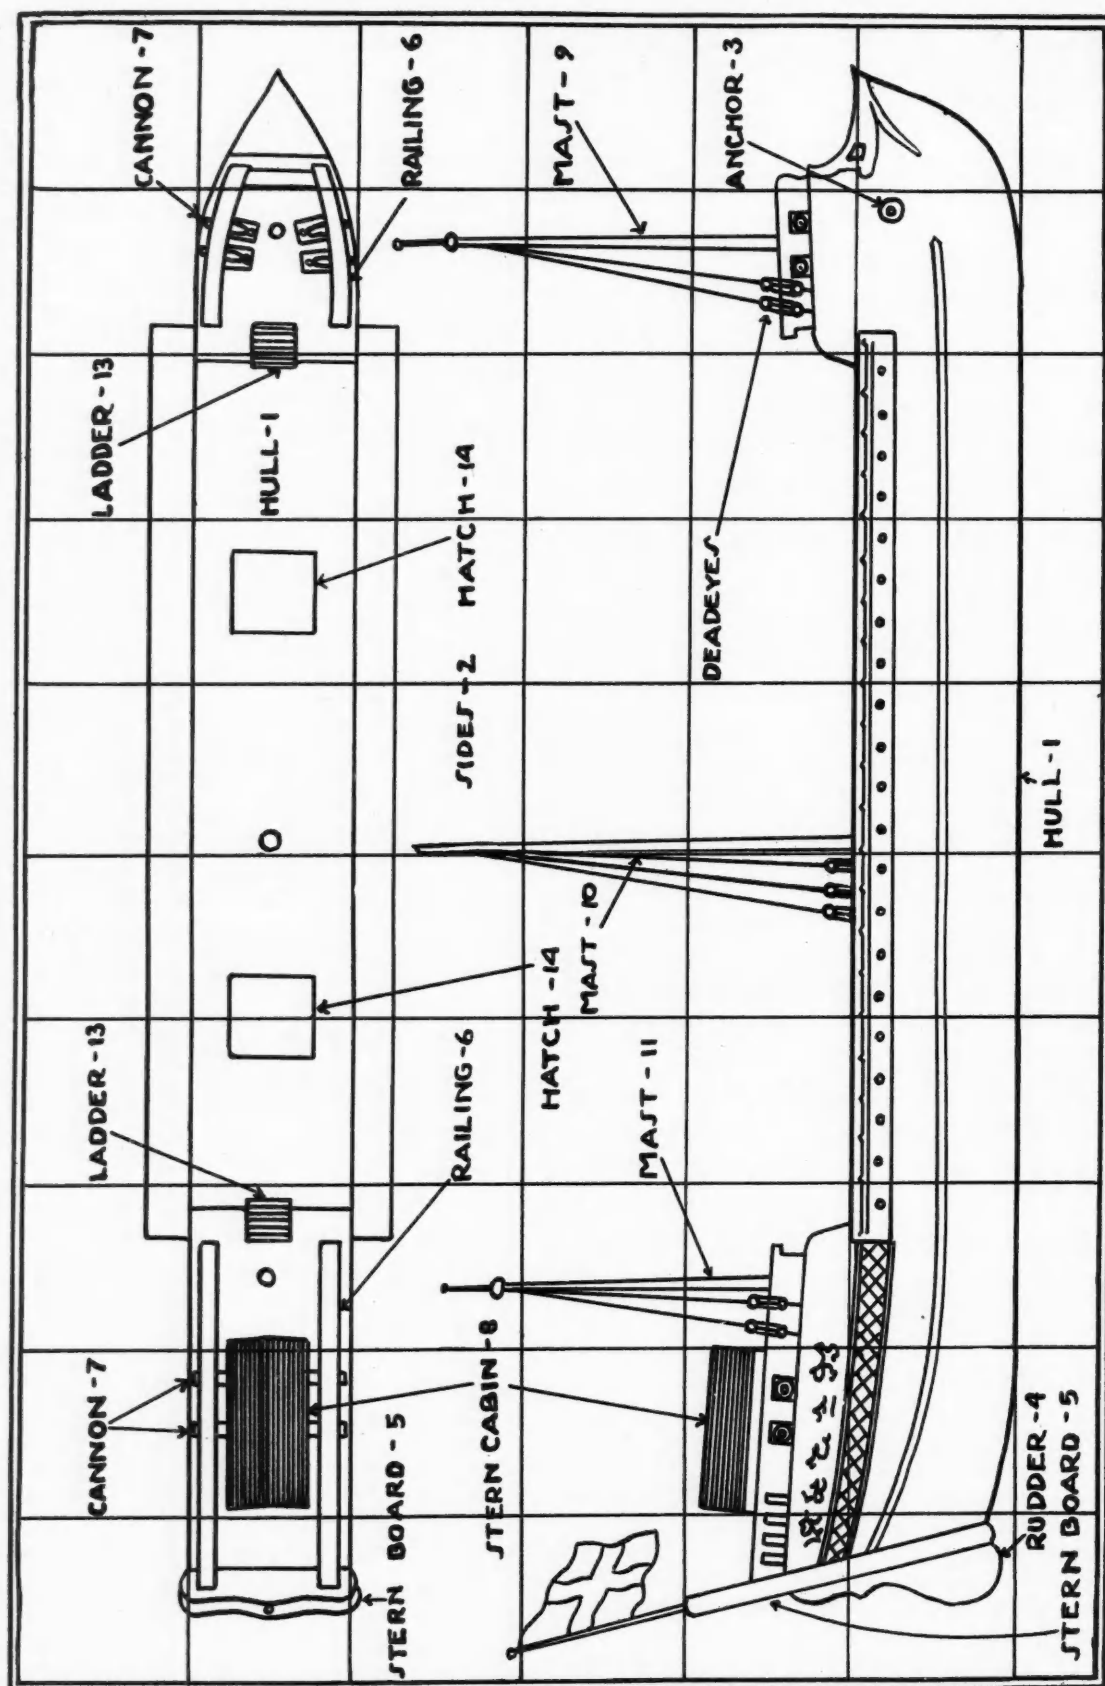 CANNON-7
LADDER-13
LADDER-13
CANNON-7
HULL-1
STERN BOARD-5
RAILING-6
SIDES-2
HATCH-14
RAILING-6
STERN CABIN-8
HATCH-14
MAST-10
MAST-9
MAST-11
DEADEYES
ANCHOR-3
RUDDER-4
STERN BOARD-5
HULL-1